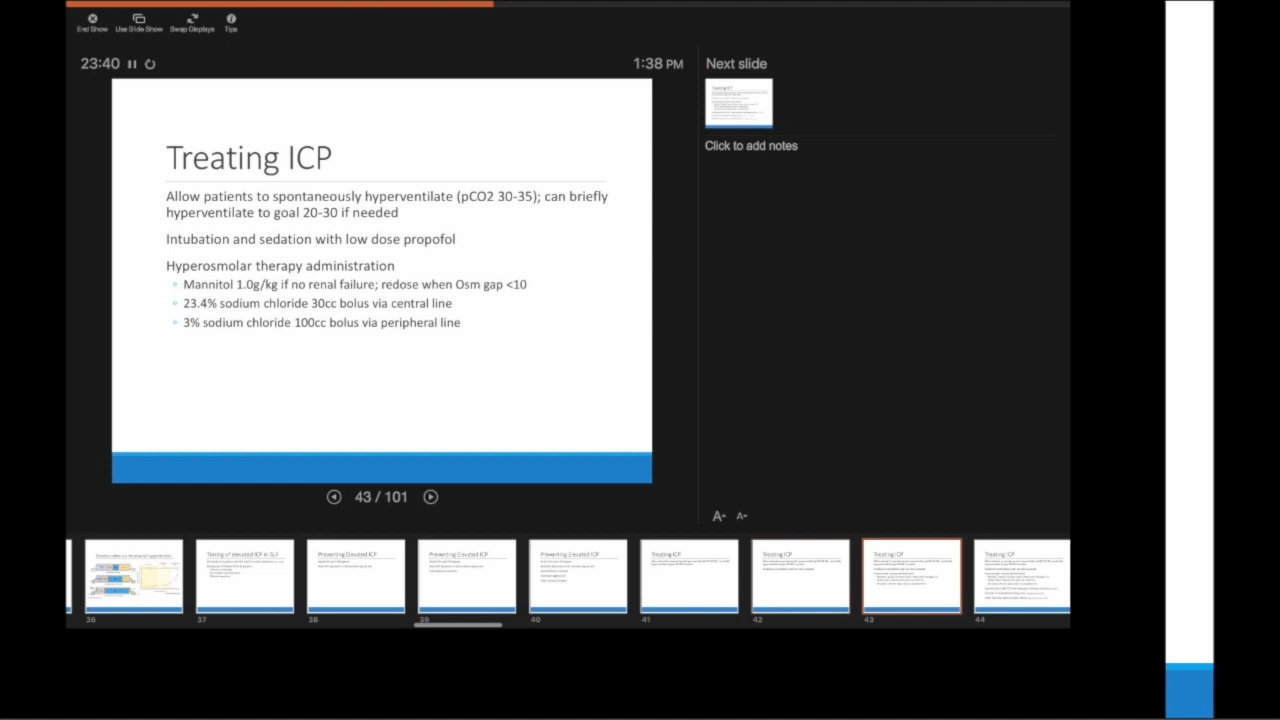 End Show Use Slide Show Swap Displays Tips
23:40
1:38 PM
Next slide
Treating ICP
Click to add notes
Treating ICP
Allow patients to spontaneously hyperventilate (pCO2 30-35); can briefly
hyperventilate to goal 20-30 if needed
Intubation and sedation with low dose propofol
Hyperosmolar therapy administration
Mannitol 1.0g/kg if no renal failure; redose when Osm gap <10
23.4% sodium chloride 30cc bolus via central line
3% sodium chloride 100cc bolus via peripheral line
43 / 101
A A
Timing of elevated ICP in ALF
Preventing Elevated ICP
Preventing Elevated ICP
Preventing Elevated ICP
Treating ICP
Treating ICP
Treating ICP
Treating ICP
36 37 38 39 40 41 42 43 44